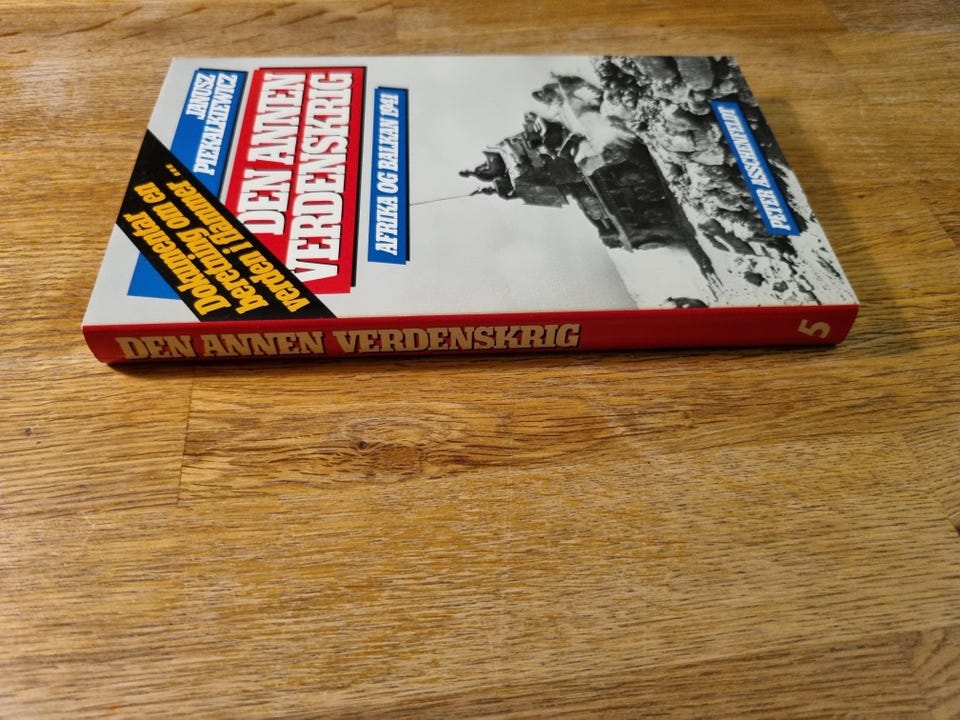 JANUSZ
PIEKALKIEWICZ
DEN ANNEN
VERDENSKRIG
AFRIKA OG BALKAN 1941
Dokumentar
beretning om en
verden i flammer...
PETER ASSCHENFELDT
DEN ANNEN VERDENSKRIG
5